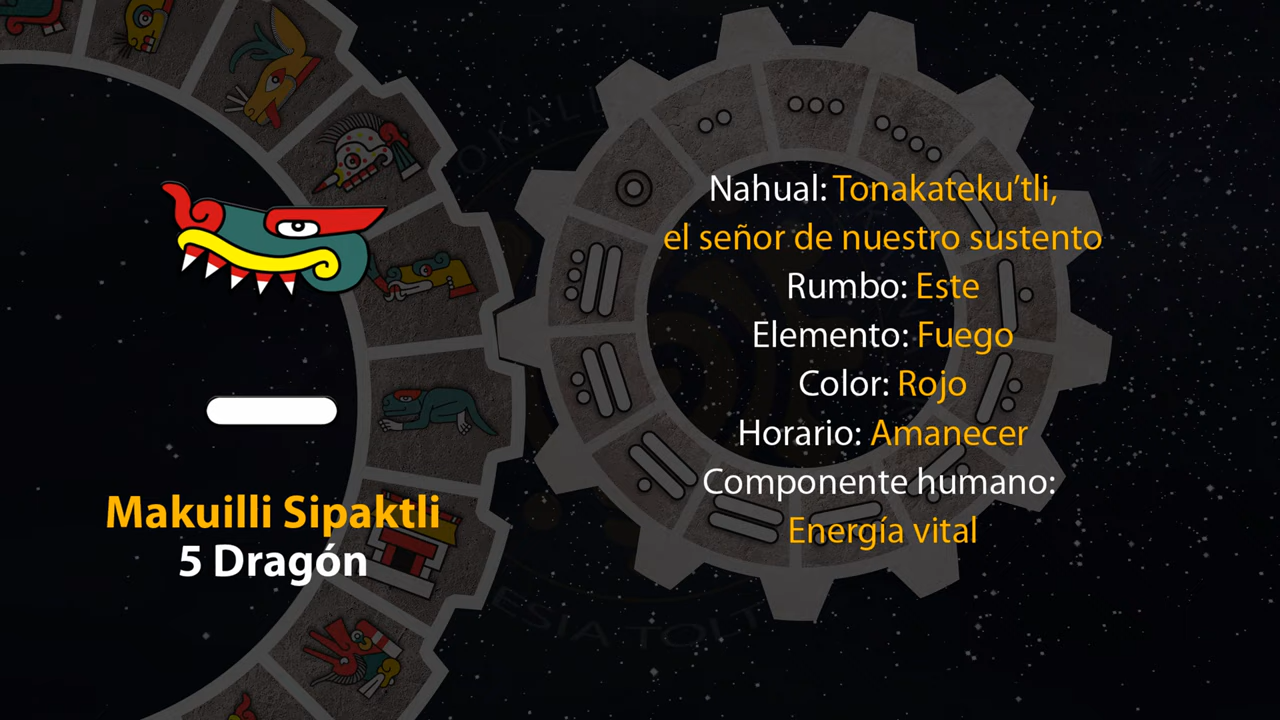 Makuilli Sipaktli
5 Dragón
Nahual: Tonakateku’tli,
el señor de nuestro sustento
Rumbo: Este
Elemento: Fuego
Color: Rojo
Horario: Amanecer
Componente humano:
Energía vital